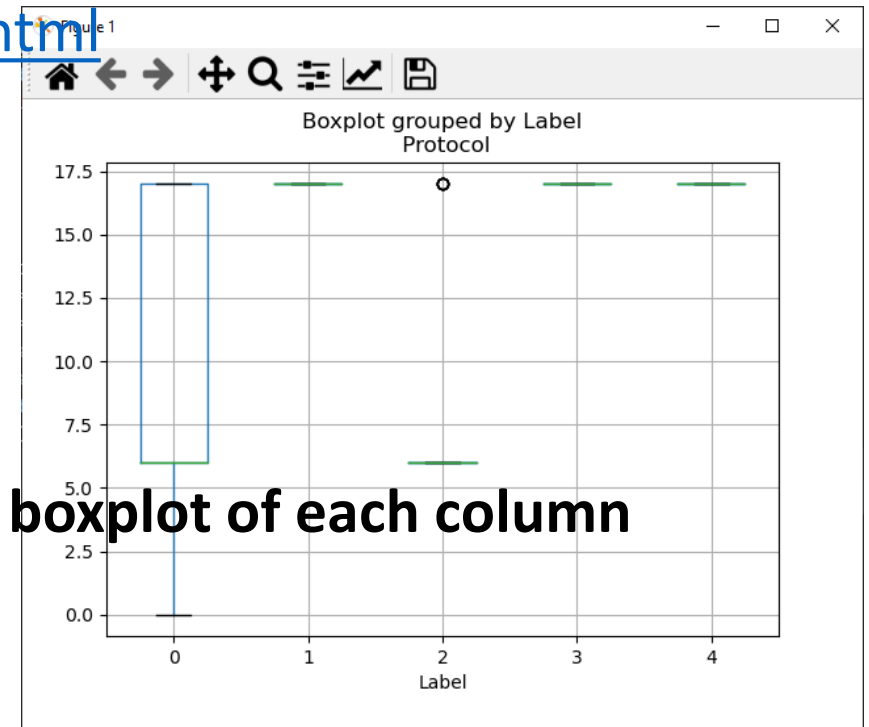 html
Figure 1
Boxplot grouped by Label
Protocol
17.5
15.0
12.5
10.0
7.5
5.0
boxplot of each column
2.5
0.0
0 1 2 3 4
Label